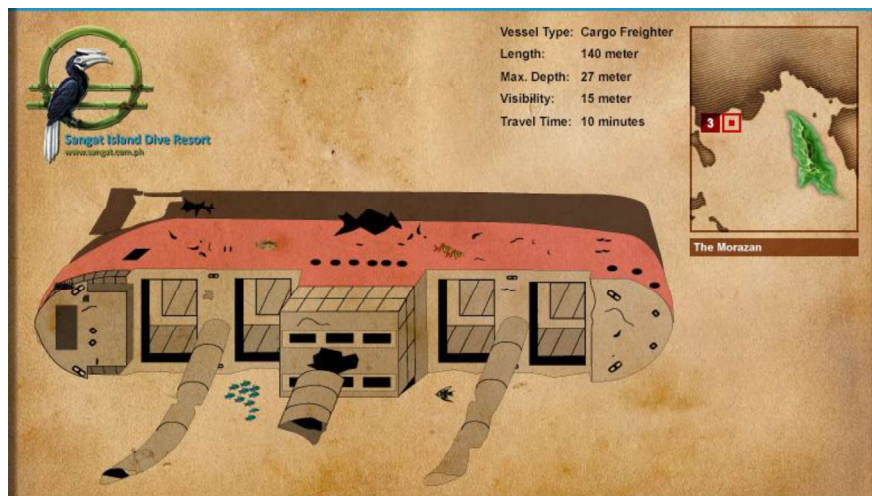 Sangat Island Dive Resort
www.sangat.com.ph
Vessel Type: Cargo Freighter
Length: 140 meter
Max. Depth: 27 meter
Visibility: 15 meter
Travel Time: 10 minutes
3
The Morazan